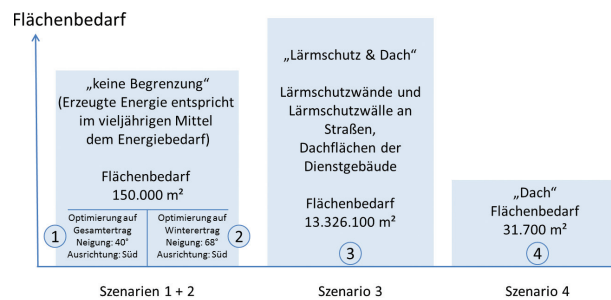 Flächenbedarf
„keine Begrenzung“
(Erzeugte Energie entspricht
im vieljährigen Mittel
dem Energiebedarf)
Flächenbedarf
150.000 m²
1
Optimierung auf
Gesamtertrag
Neigung: 40°
Ausrichtung: Süd
Optimierung auf
Winterertrag
Neigung: 68°
Ausrichtung: Süd
2
„Lärmschutz & Dach“
Lärmschutzwände und
Lärmschutzwälle an
Straßen,
Dachflächen der
Dienstgebäude
Flächenbedarf
13.326.100 m²
3
„Dach“
Flächenbedarf
31.700 m²
4
Szenarien 1 + 2
Szenario 3
Szenario 4